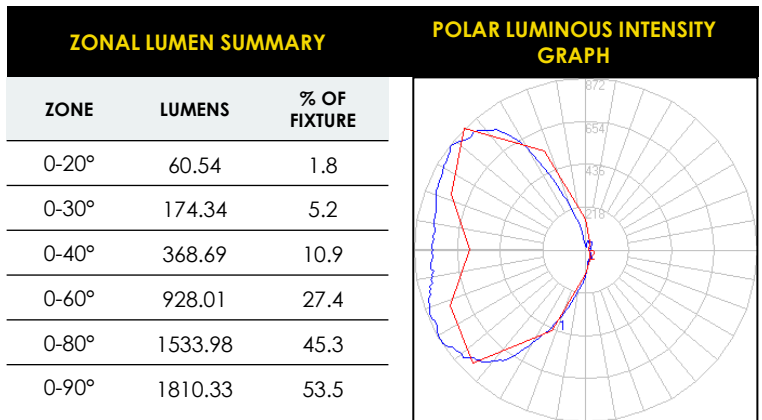 ZONAL LUMEN SUMMARY
POLAR LUMINOUS INTENSITY
GRAPH
ZONE LUMENS % OF
FIXTURE
0-20° 60.54 1.8
0-30° 174.34 5.2
0-40° 368.69 10.9
0-60° 928.01 27.4
0-80° 1533.98 45.3
0-90° 1810.33 53.5
872
654
436
218
1